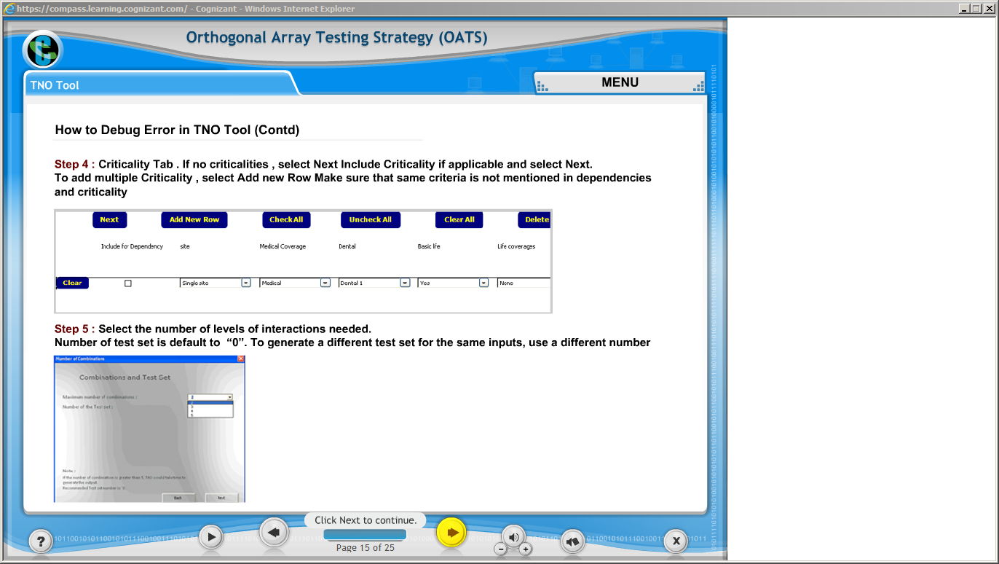 https://compass.learning.cognizant.com/ - Cognizant - Windows Internet Explorer
Orthogonal Array Testing Strategy (OATS)
TNO Tool
MENU
How to Debug Error in TNO Tool (Contd)
Step 4 : Criticality Tab . If no criticalities , select Next Include Criticality if applicable and select Next.
To add multiple Criticality , select Add new Row Make sure that same criteria is not mentioned in dependencies
and criticality
Next Add New Row Check All Uncheck All Clear All Delete
Include for Dependency site Medical Coverage Dental Basic life Life coverages
Clear Single site Medical Dental 1 Yes None
Step 5 : Select the number of levels of interactions needed.
Number of test set is default to “0”. To generate a different test set for the same inputs, use a different number
Number of Combinations
Combinations and Test Set
Maximum number of combinations : 2
Number of the Test set :
Note :
If the number of combination is greater than 5, TNO would take time to
generate the output.
Recommended Test set number is '0'.
Back Next
Click Next to continue.
Page 15 of 25